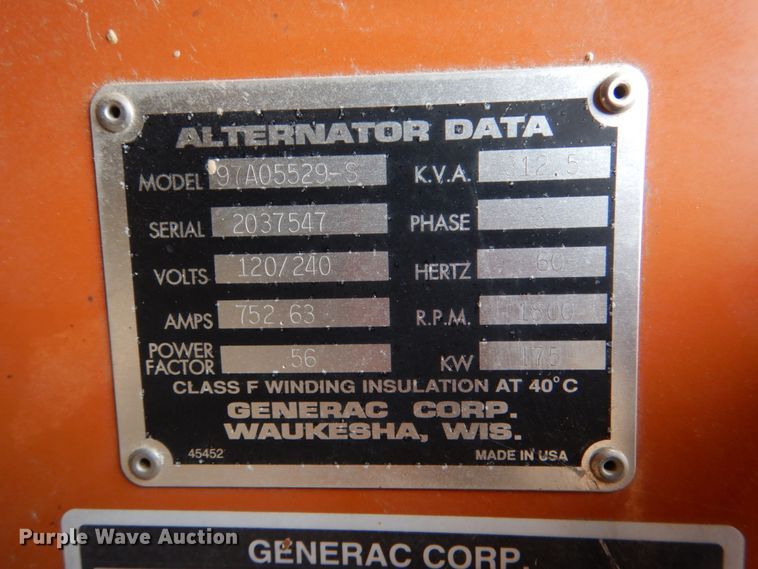 ALTERNATOR DATA
MODEL 97A05529-S K.V.A. 312.5
SERIAL 2037547 PHASE 3
VOLTS 120/240 HERTZ 60
AMPS 752.63 R.P.M. 1800
POWER FACTOR .56 KW 175
CLASS F WINDING INSULATION AT 40°C
GENERAC CORP.
WAUKESHA, WIS.
45452 MADE IN USA
GENERAC CORP.
Purple Wave Auction